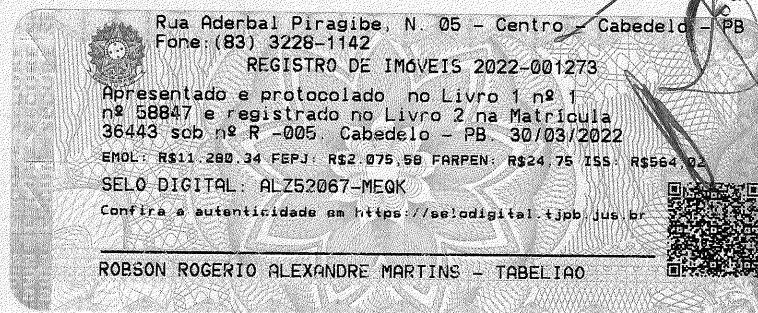 Rua Aderbal Piragibe, N. 05 - Centro - Cabedelo - PB
Fone:(83) 3228-1142
REGISTRO DE IMÓVEIS 2022-001273
Apresentado e protocolado no Livro 1 nº 1
nº 58847 e registrado no Livro 2 na Matrícula
36443 sob nº R -005. Cabedelo - PB. 30/03/2022
EMOL: R$11.280,34 FEPJ: R$2.075,58 FARPEN: R$24,75 ISS: R$564,02
SELO DIGITAL: ALZ52067-MEQK
Confira a autenticidade em https://selodigital.tjpb.jus.br
ROBSON ROGERIO ALEXANDRE MARTINS - TABELIAO